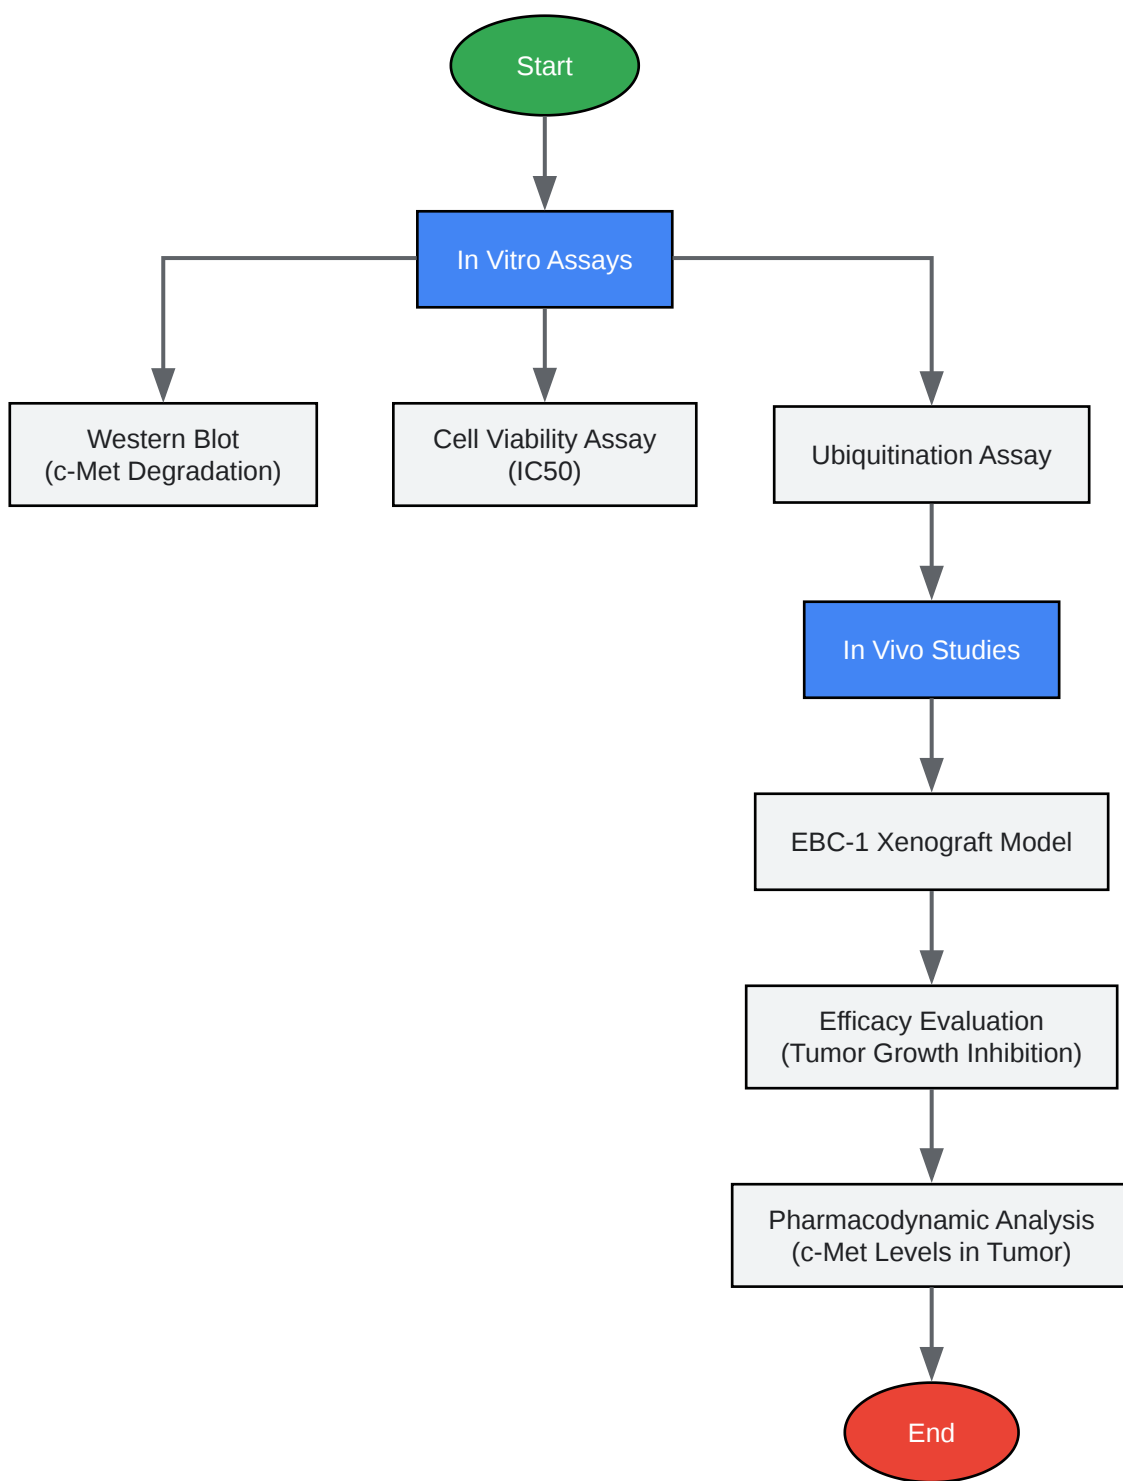 Start
In Vitro Assays
Western Blot
(c-Met Degradation)
Cell Viability Assay
(IC50)
Ubiquitination Assay
In Vivo Studies
EBC-1 Xenograft Model
Efficacy Evaluation
(Tumor Growth Inhibition)
Pharmacodynamic Analysis
(c-Met Levels in Tumor)
End